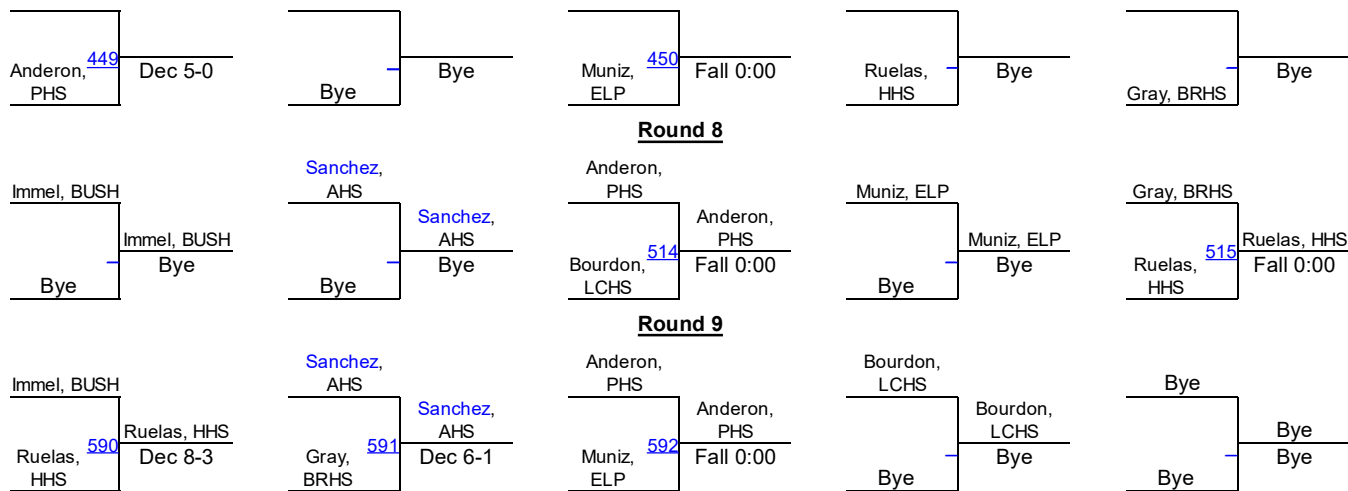 Anderon,
PHS
449
Dec 5-0
Bye
Bye
Muniz,
ELP
450
Fall 0:00
Ruelas,
HHS
Bye
Gray, BRHS
Bye
Round 8
Immel, BUSH
Bye
Immel, BUSH
Bye
Sanchez,
AHS
Bye
Sanchez,
AHS
Bye
Anderon,
PHS
Bourdon,
LCHS
514
Anderon,
PHS
Fall 0:00
Muniz, ELP
Bye
Muniz, ELP
Bye
Gray, BRHS
Ruelas,
HHS
515
Ruelas, HHS
Fall 0:00
Round 9
Immel, BUSH
Ruelas,
HHS
590
Ruelas, HHS
Dec 8-3
Sanchez,
AHS
Gray,
BRHS
591
Sanchez,
AHS
Dec 6-1
Anderon,
PHS
Muniz,
ELP
592
Anderon,
PHS
Fall 0:00
Bourdon,
LCHS
Bye
Bourdon,
LCHS
Bye
Bye
Bye
Bye
Bye